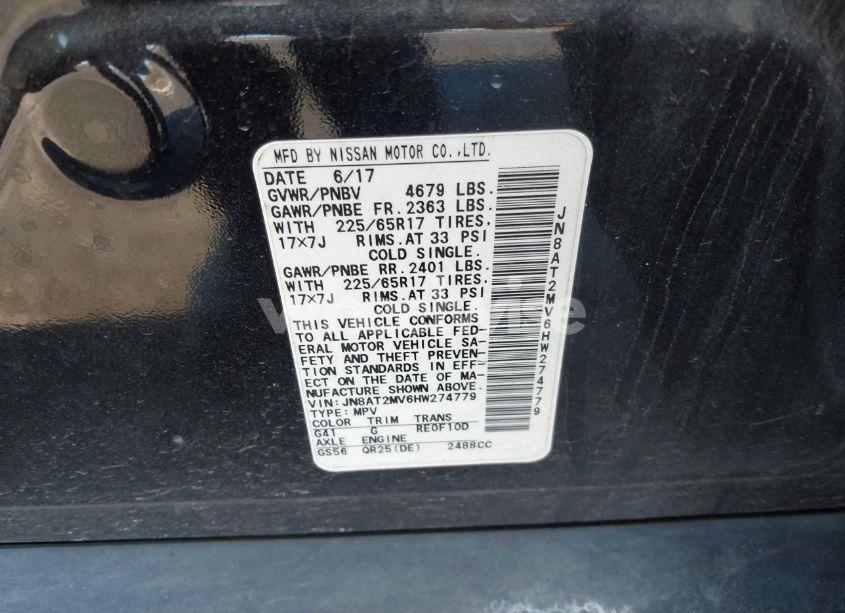 MFD BY NISSAN MOTOR CO.,LTD.
DATE 6/17
GVWR/PNBV 4679 LBS.
GAWR/PNBE FR. 2363 LBS.
WITH 225/65R17 TIRES,
17×7J RIMS.AT 33 PSI
COLD SINGLE.
GAWR/PNBE RR. 2401 LBS.
WITH 225/65R17 TIRES,
17×7J RIMS.AT 33 PSI
COLD SINGLE.
THIS VEHICLE CONFORMS
TO ALL APPLICABLE FED-
ERAL MOTOR VEHICLE SA-
FETY AND THEFT PREVEN-
TION STANDARDS IN EFF-
ECT ON THE DATE OF MA-
NUFACTURE SHOWN ABOVE.
VIN: JN8AT2MV6HW274779
TYPE: MPV
COLOR TRIM TRANS
G41 G RE0F10D
AXLE ENGINE
GS56 QR25(DE) 2488CC
JN8AT2MV6HW274779